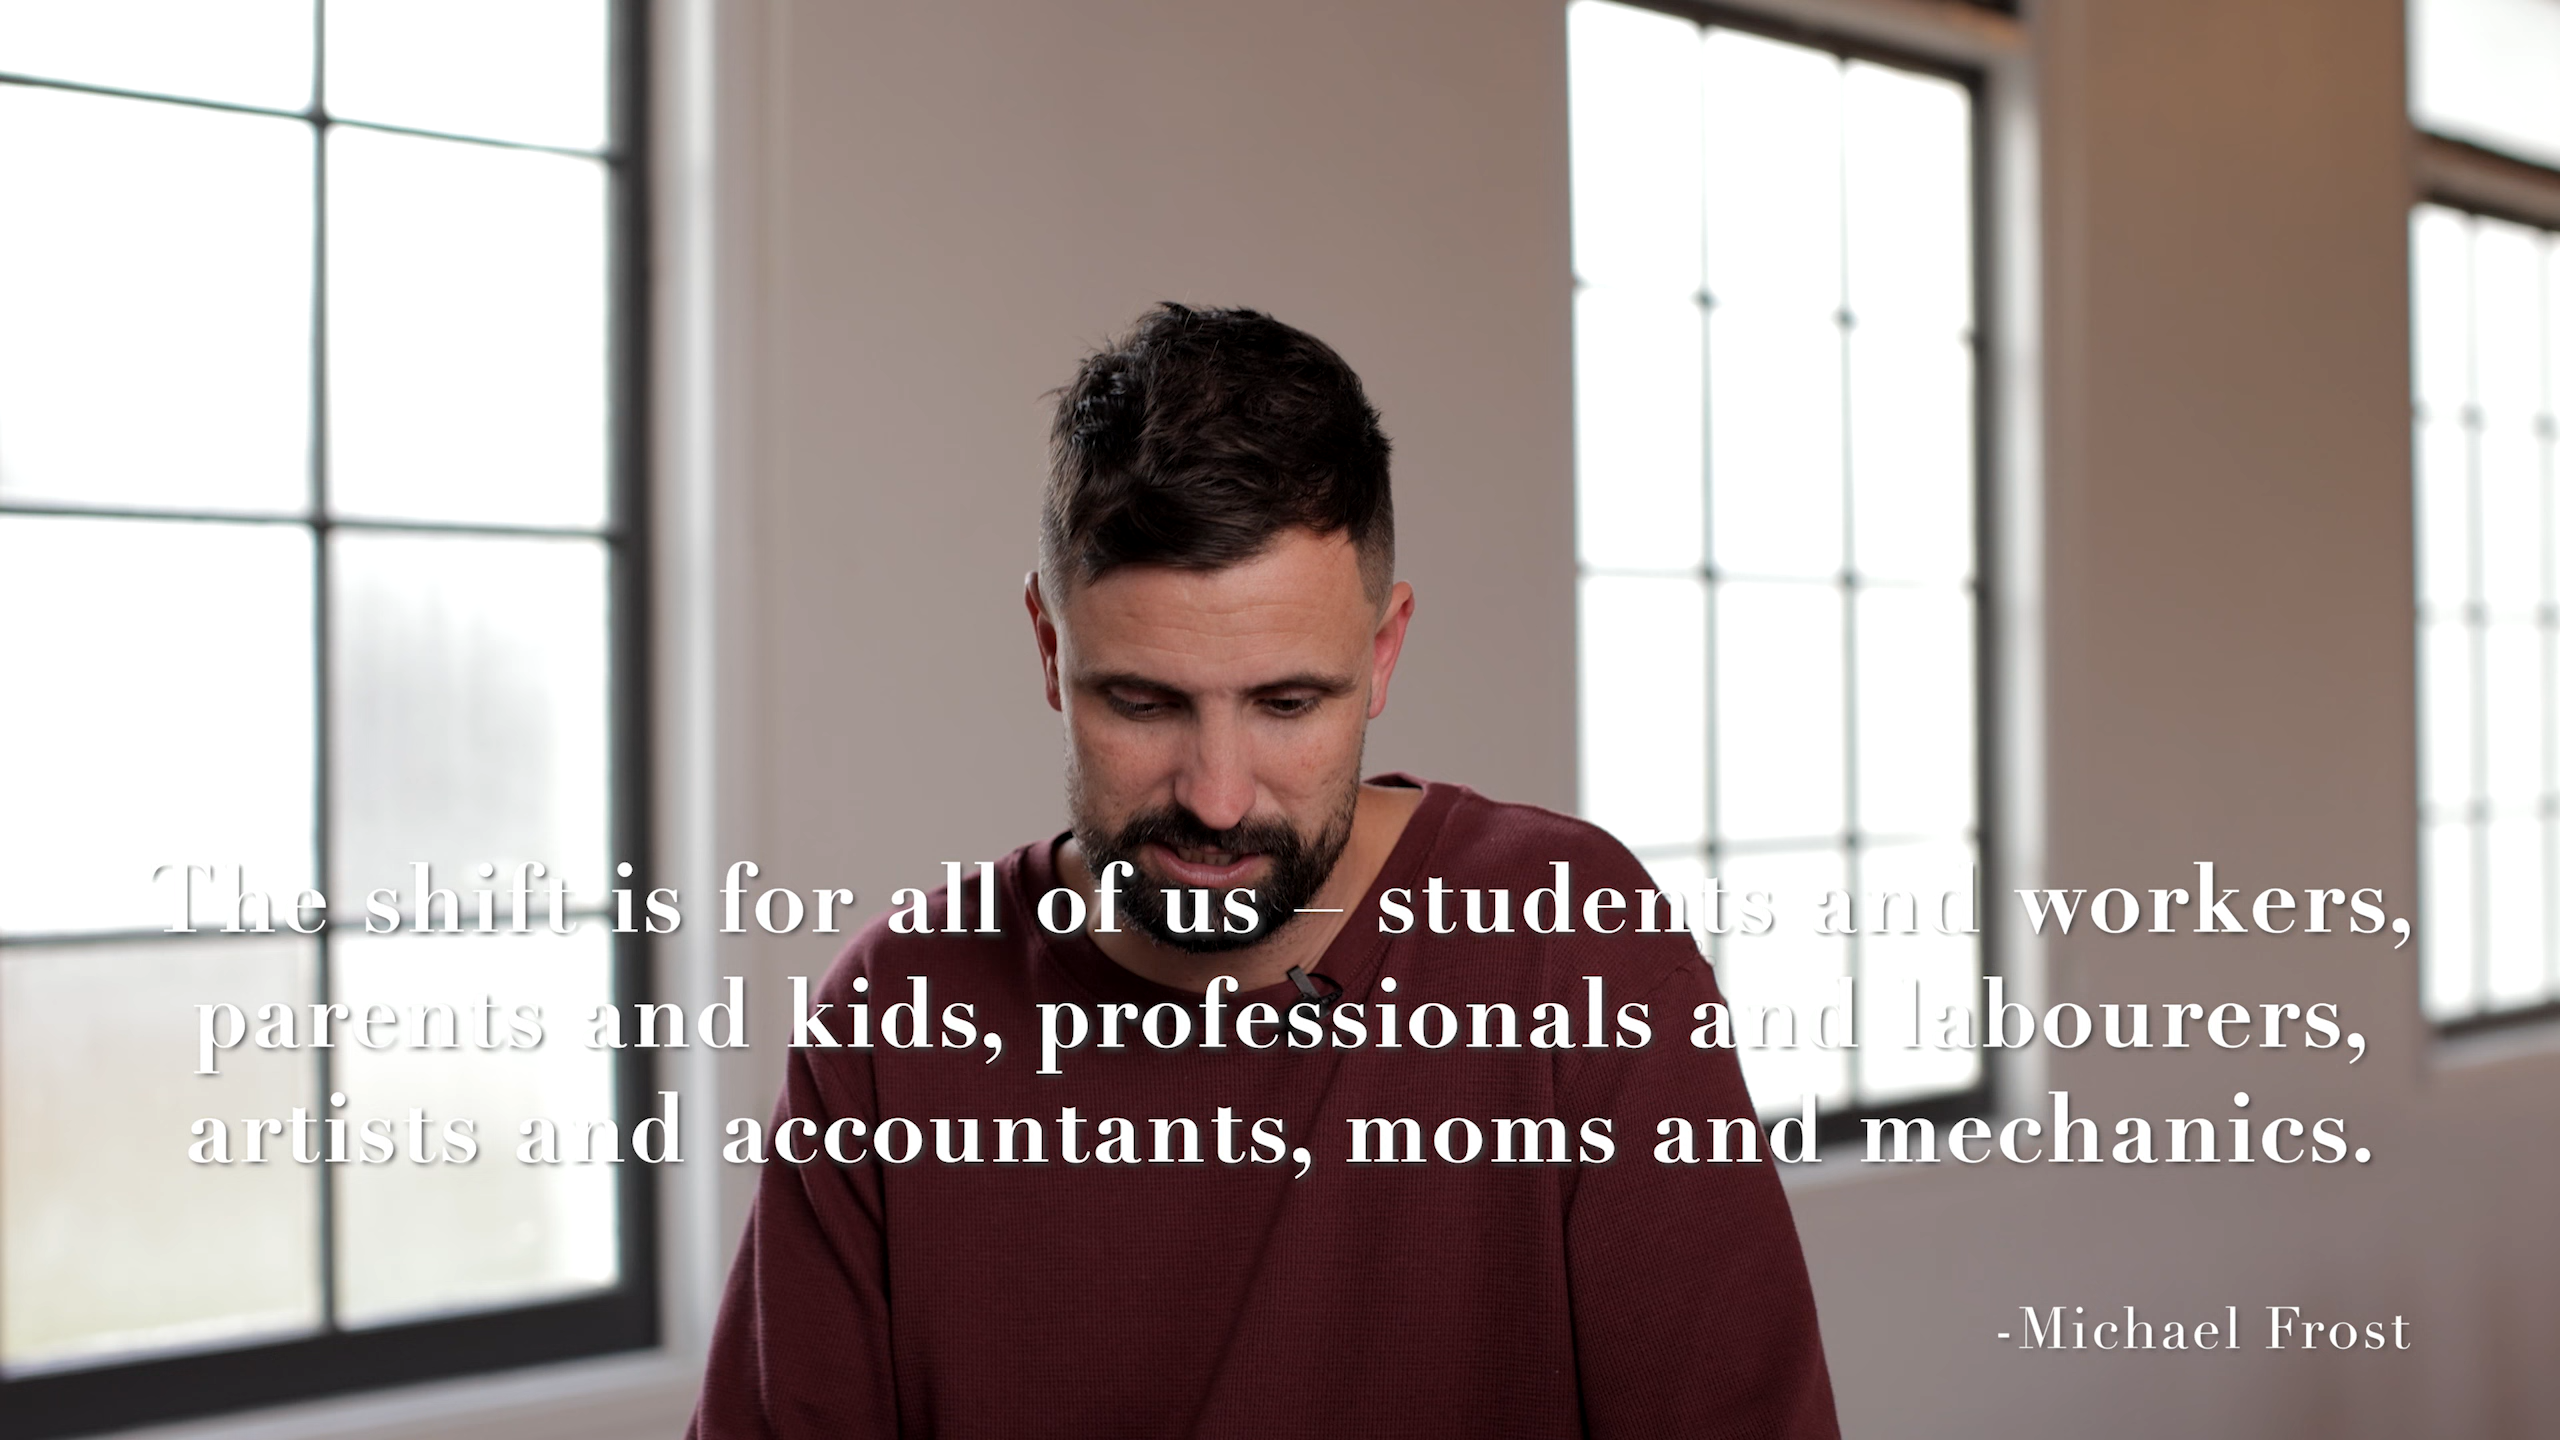 The shift is for all of us – students and workers,
parents and kids, professionals and labourers,
artists and accountants, moms and mechanics.
-Michael Frost